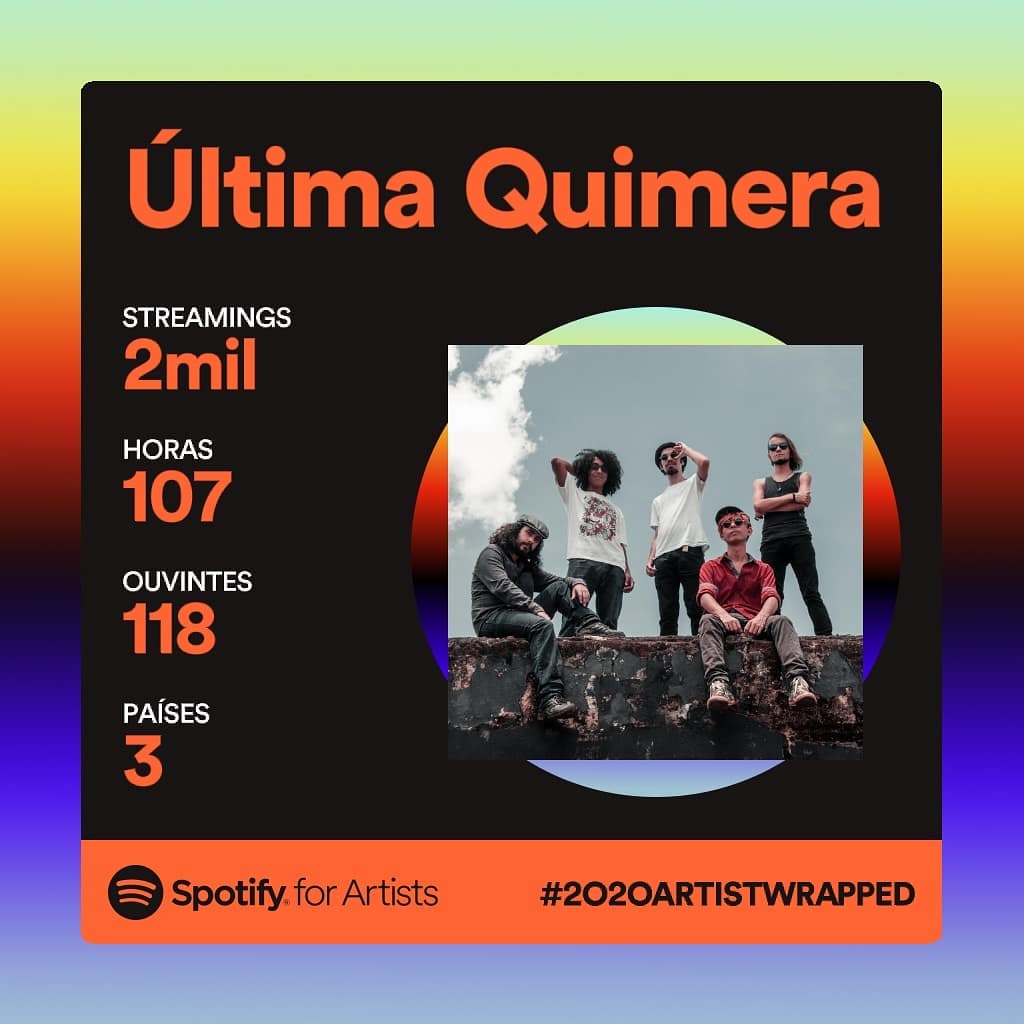 Última Quimera
STREAMINGS
2mil
HORAS
107
OUVINTES
118
PAÍSES
3
Spotify® for Artists
#2020ARTISTWRAPPED